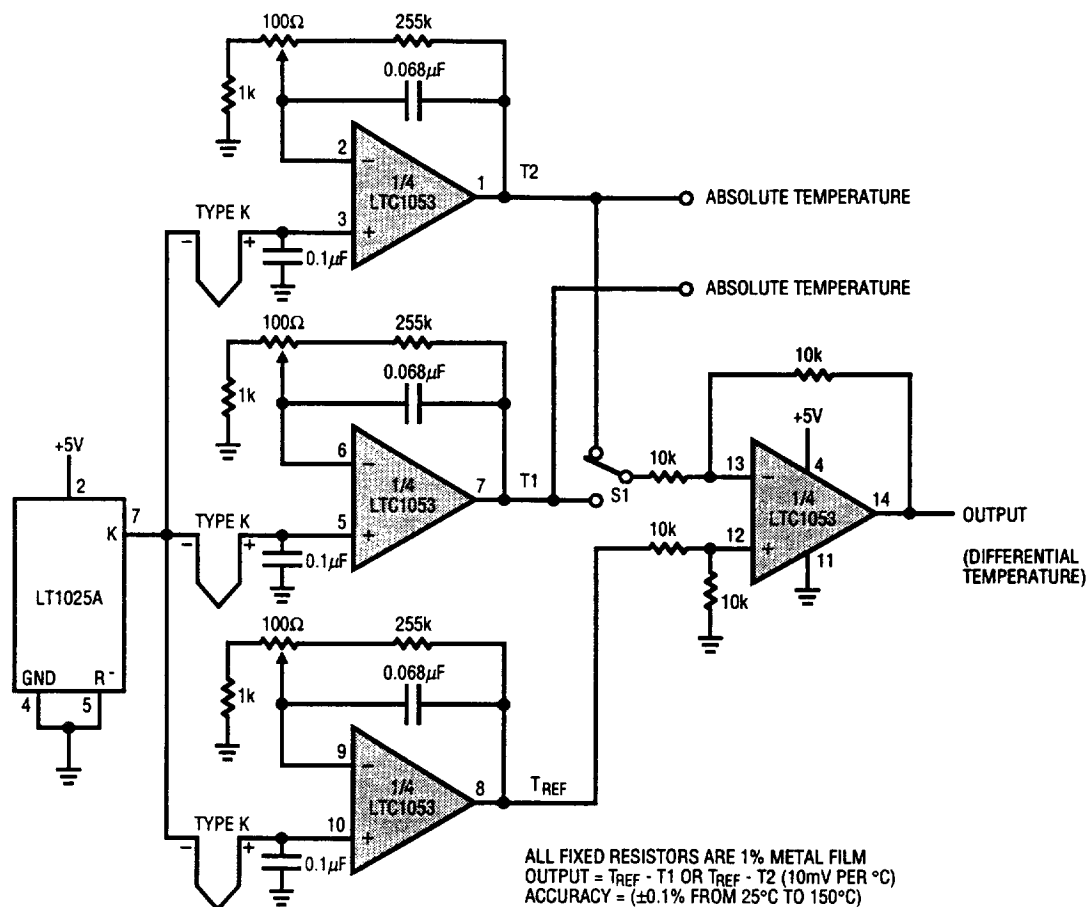 100Ω
255k
0.068µF
1k
2
−
1/4
LTC1053
1
T2
3
+
TYPE K
−
+
0.1µF
ABSOLUTE TEMPERATURE
ABSOLUTE TEMPERATURE
100Ω
255k
0.068µF
1k
6
−
1/4
LTC1053
7
T1
5
+
TYPE K
−
+
0.1µF
S1
10k
10k
+5V
4
13
−
1/4
LTC1053
14
12
+
11
10k
10k
OUTPUT
(DIFFERENTIAL
TEMPERATURE)
+5V
2
7
K
LT1025A
GND
R-
4
5
100Ω
255k
0.068µF
1k
9
−
1/4
LTC1053
8
TREF
10
+
TYPE K
−
+
0.1µF
ALL FIXED RESISTORS ARE 1% METAL FILM
OUTPUT = TREF - T1 OR TREF - T2 (10mV PER °C)
ACCURACY = (±0.1% FROM 25°C TO 150°C)